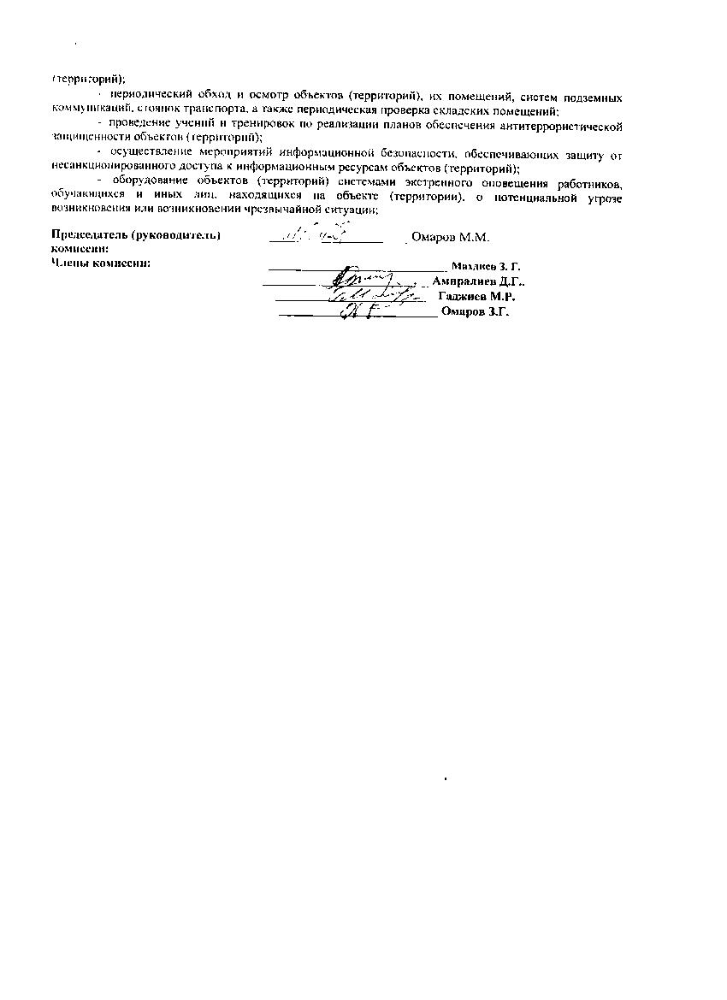 (территорий);
- периодический обход и осмотр объектов (территорий), их помещений, систем подземных
коммуникаций, стоянок транспорта, а также периодическая проверка складских помещений;
- проведение учений и тренировок по реализации планов обеспечения антитеррористической
защищенности объектов (территорий);
- осуществление мероприятий информационной безопасности, обеспечивающих защиту от
несанкционированного доступа к информационным ресурсам объектов (территорий);
- оборудование объектов (территорий) системами экстренного оповещения работников,
обучающихся и иных лиц, находящихся на объекте (территории), о потенциальной угрозе
возникновения или возникновении чрезвычайной ситуации;
Председатель (руководитель) Омаров М.М.
комиссии:
Члены комиссии: Махдиев З. Г.
Амиралиев Д.Г..
Гаджиев М.Р.
Омаров З.Г.